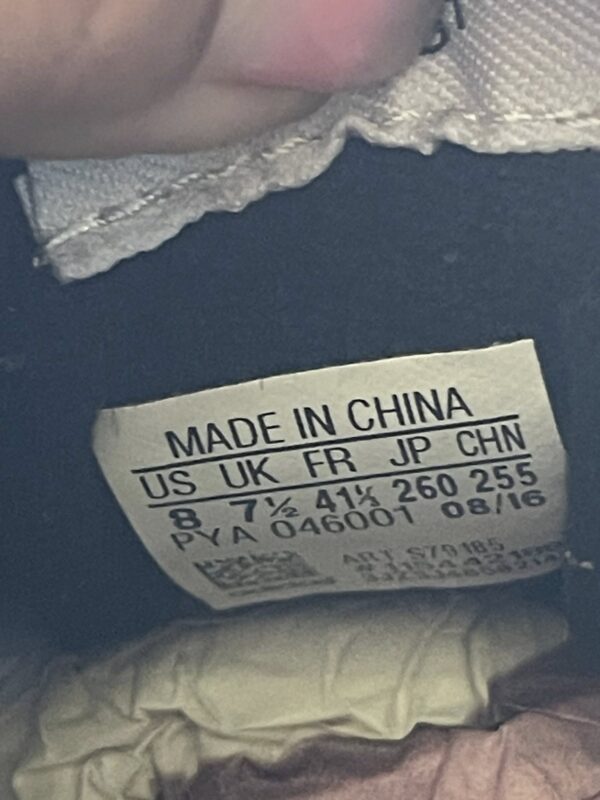 MADE IN CHINA
US UK FR JP CHN
8 7½ 41⅓ 260 255
PYA 046001 08/16
ART S79185